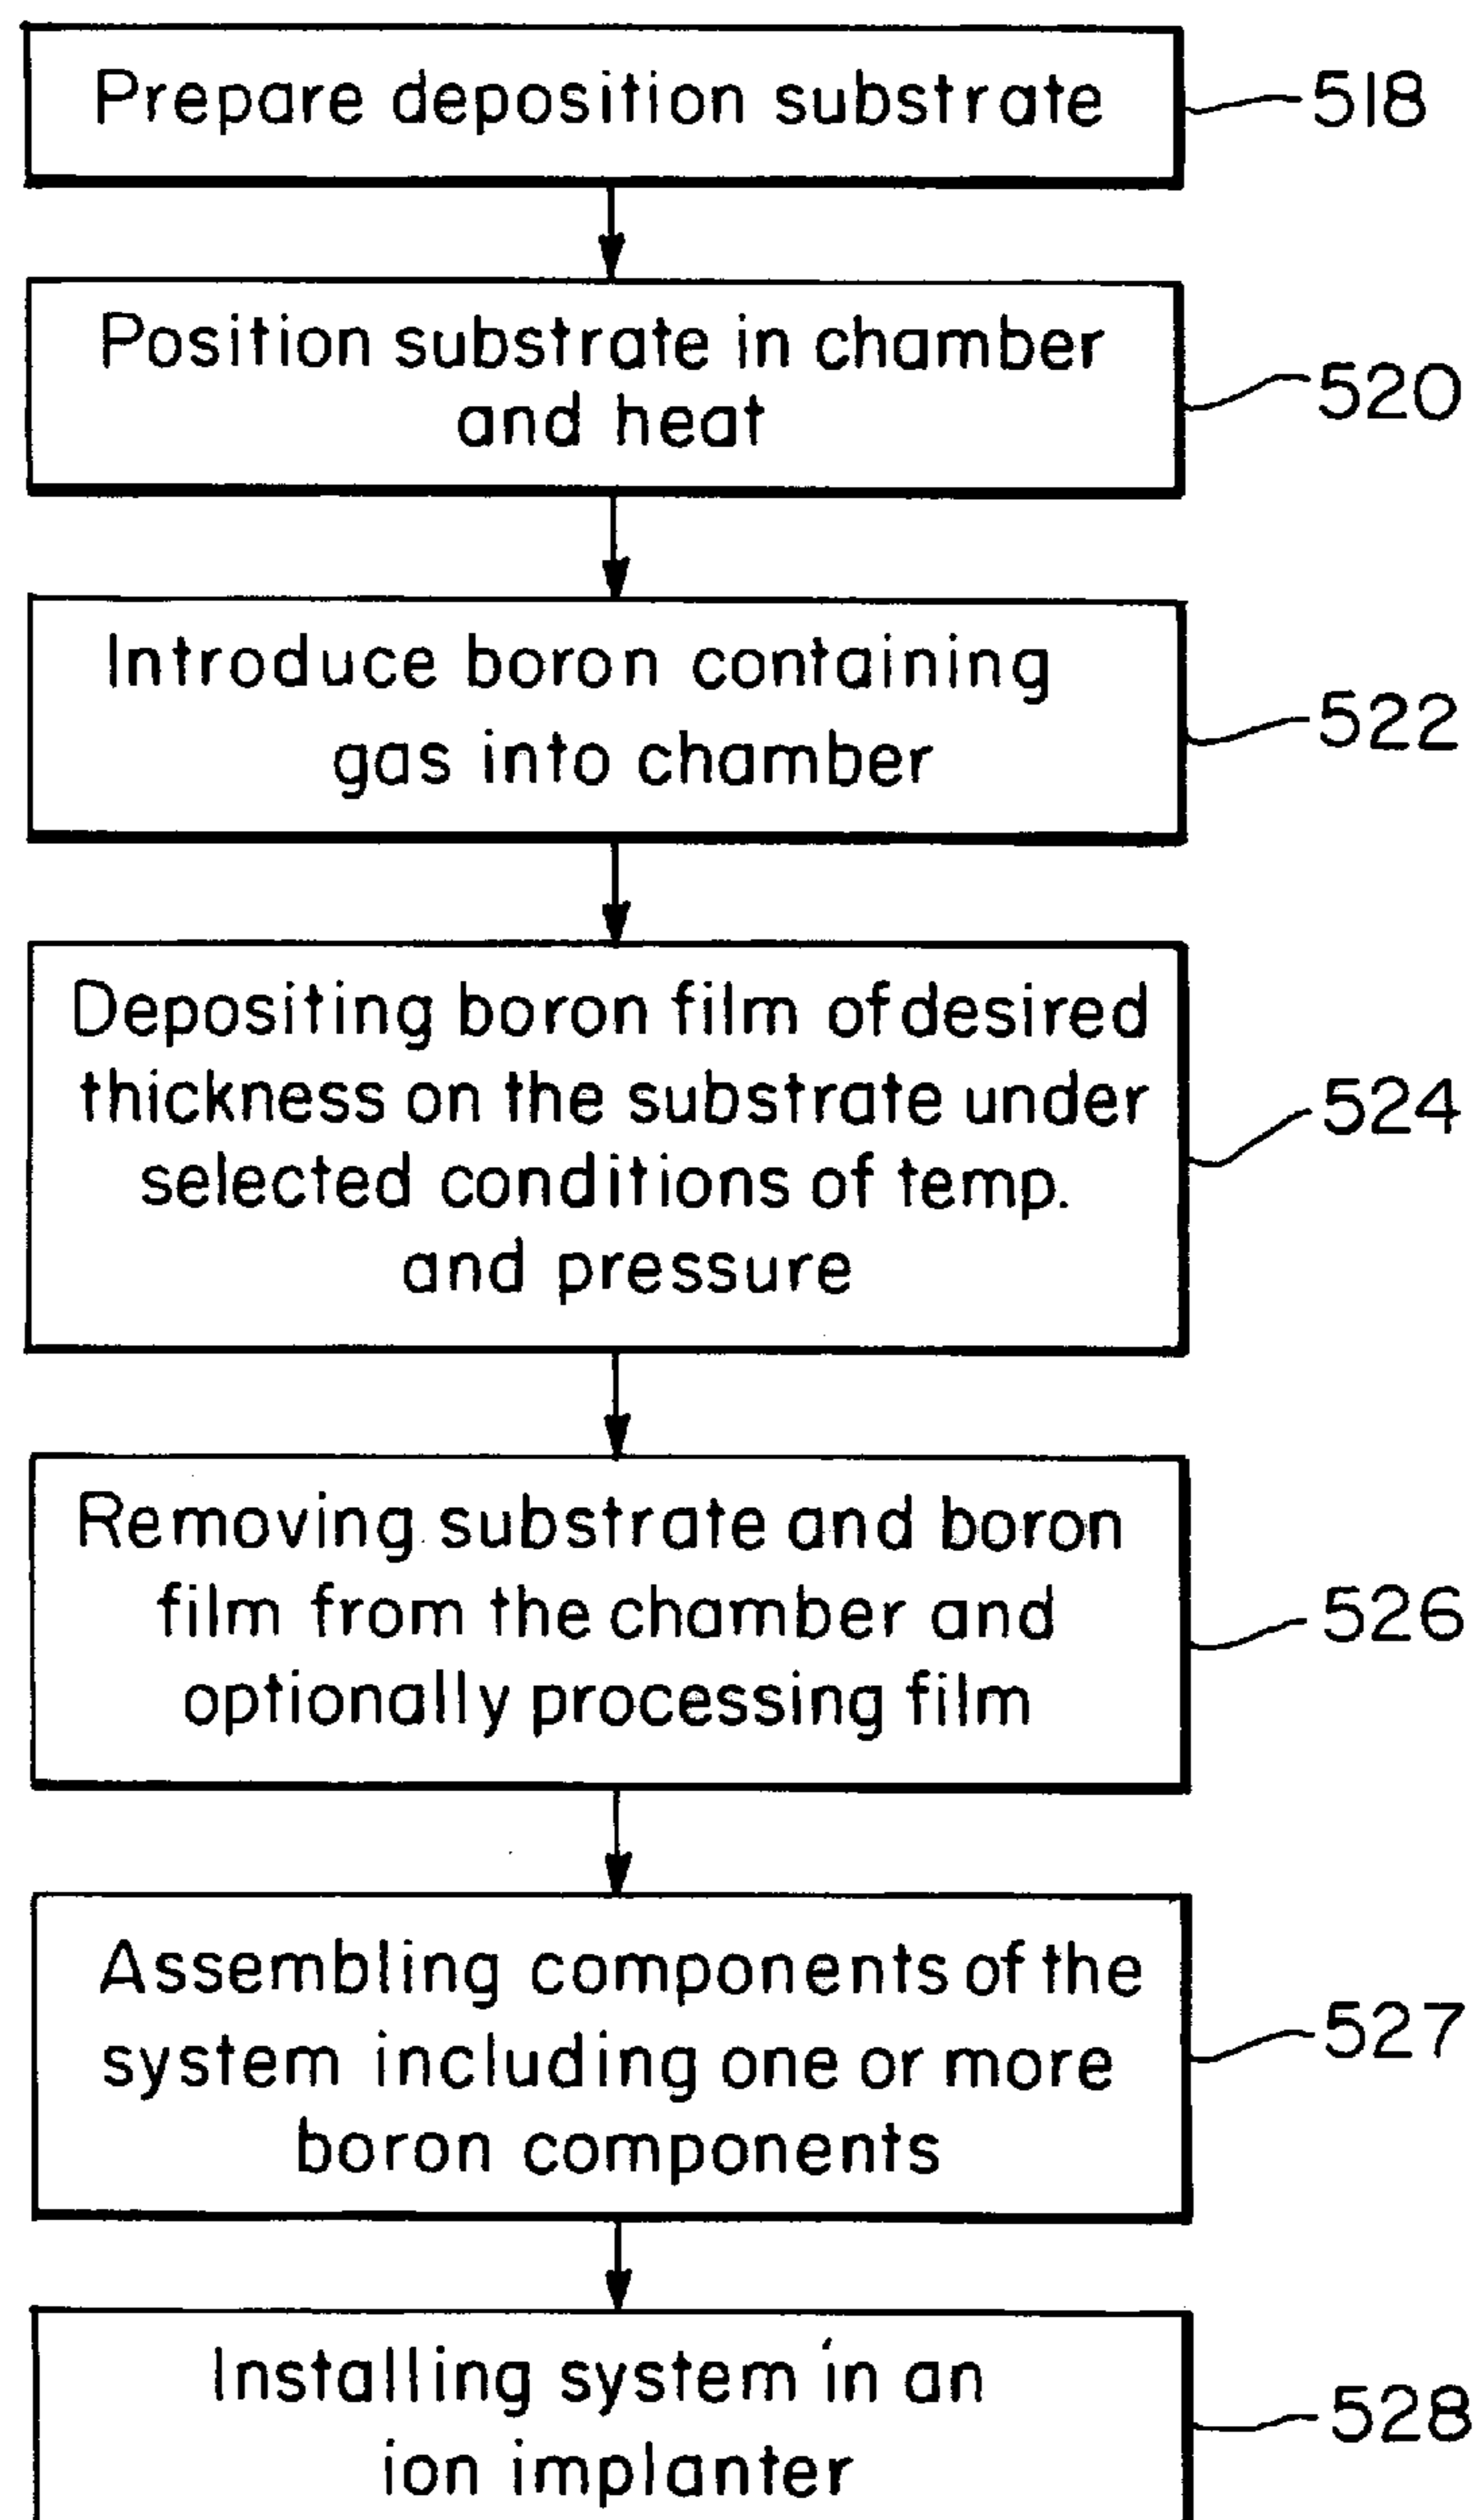 Prepare deposition substrate
518
Position substrate in chamber
and heat
520
Introduce boron containing
gas into chamber
522
Depositing boron film of desired
thickness on the substrate under
selected conditions of temp.
and pressure
524
Removing substrate and boron
film from the chamber and
optionally processing film
526
Assembling components of the
system including one or more
boron components
527
Installing system in an
ion implanter
528